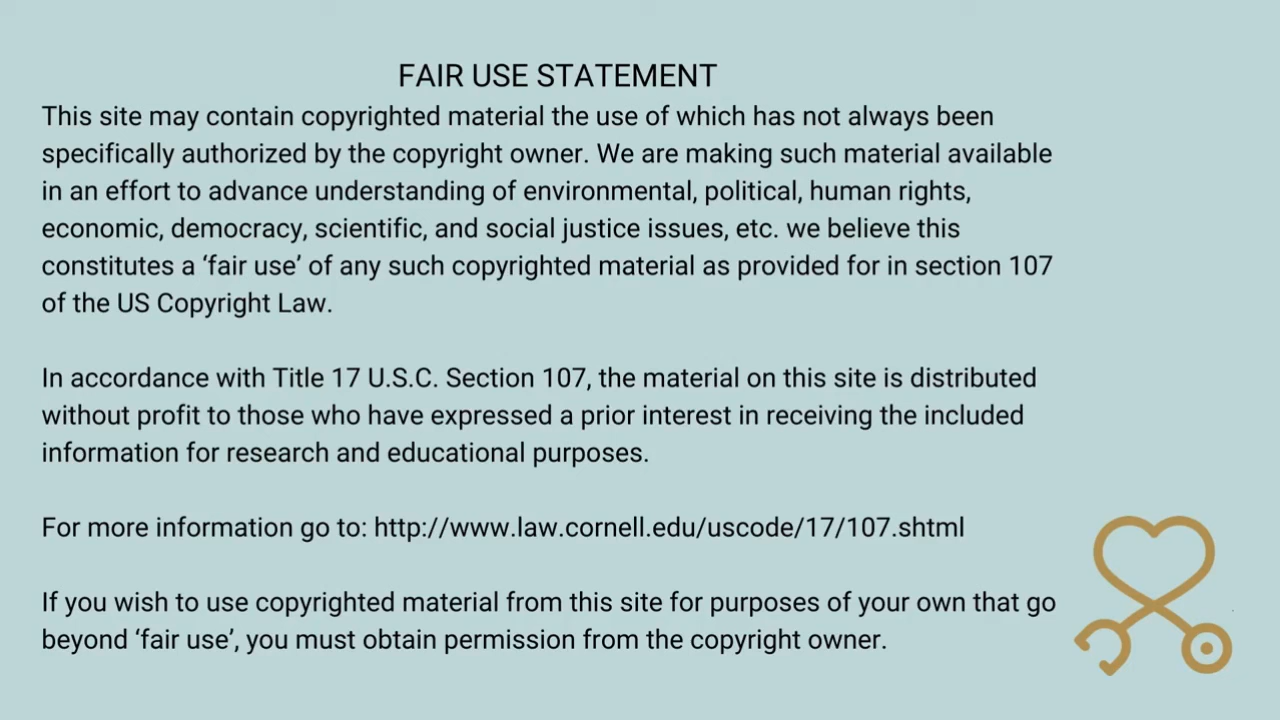 FAIR USE STATEMENT
This site may contain copyrighted material the use of which has not always been
specifically authorized by the copyright owner. We are making such material available
in an effort to advance understanding of environmental, political, human rights,
economic, democracy, scientific, and social justice issues, etc. we believe this
constitutes a ‘fair use’ of any such copyrighted material as provided for in section 107
of the US Copyright Law.
In accordance with Title 17 U.S.C. Section 107, the material on this site is distributed
without profit to those who have expressed a prior interest in receiving the included
information for research and educational purposes.
For more information go to: http://www.law.cornell.edu/uscode/17/107.shtml
If you wish to use copyrighted material from this site for purposes of your own that go
beyond ‘fair use’, you must obtain permission from the copyright owner.